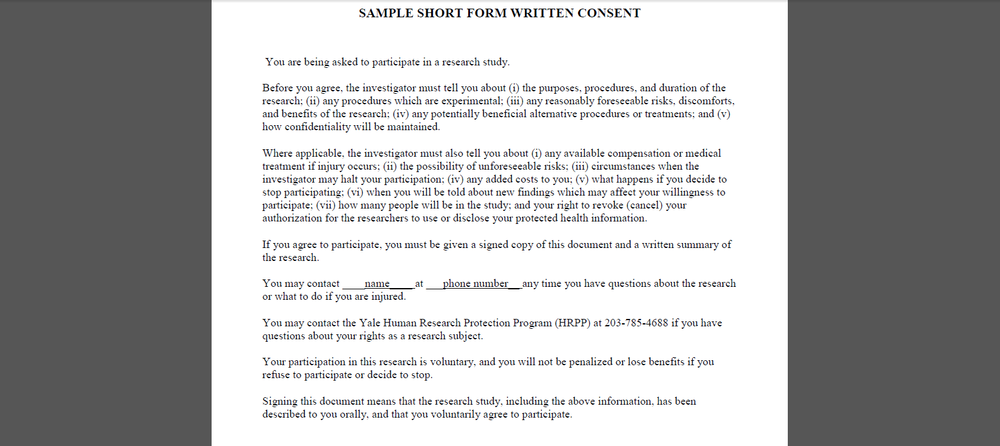 SAMPLE SHORT FORM WRITTEN CONSENT
You are being asked to participate in a research study.
Before you agree, the investigator must tell you about (i) the purposes, procedures, and duration of the
research; (ii) any procedures which are experimental; (iii) any reasonably foreseeable risks, discomforts,
and benefits of the research; (iv) any potentially beneficial alternative procedures or treatments; and (v)
how confidentiality will be maintained.
Where applicable, the investigator must also tell you about (i) any available compensation or medical
treatment if injury occurs; (ii) the possibility of unforeseeable risks; (iii) circumstances when the
investigator may halt your participation; (iv) any added costs to you; (v) what happens if you decide to
stop participating; (vi) when you will be told about new findings which may affect your willingness to
participate; (vii) how many people will be in the study; and your right to revoke (cancel) your
authorization for the researchers to use or disclose your protected health information.
If you agree to participate, you must be given a signed copy of this document and a written summary of
the research.
You may contact ____name____at ___phone number__any time you have questions about the research
or what to do if you are injured.
You may contact the Yale Human Research Protection Program (HRPP) at 203-785-4688 if you have
questions about your rights as a research subject.
Your participation in this research is voluntary, and you will not be penalized or lose benefits if you
refuse to participate or decide to stop.
Signing this document means that the research study, including the above information, has been
described to you orally, and that you voluntarily agree to participate.